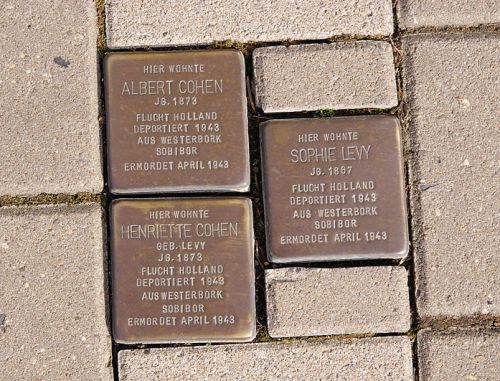 HIER WOHNTE
ALBERT COHEN
JG. 1873
FLUCHT HOLLAND
DEPORTIERT 1943
AUS WESTERBORK
SOBIBOR
ERMORDET APRIL 1943
HIER WOHNTE
SOPHIE LEVY
JG. 1867
FLUCHT HOLLAND
DEPORTIERT 1943
AUS WESTERBORK
SOBIBOR
ERMORDET APRIL 1943
HIER WOHNTE
HENRIETTE COHEN
GEB. LEVY
JG. 1873
FLUCHT HOLLAND
DEPORTIERT 1943
AUS WESTERBORK
SOBIBOR
ERMORDET APRIL 1943